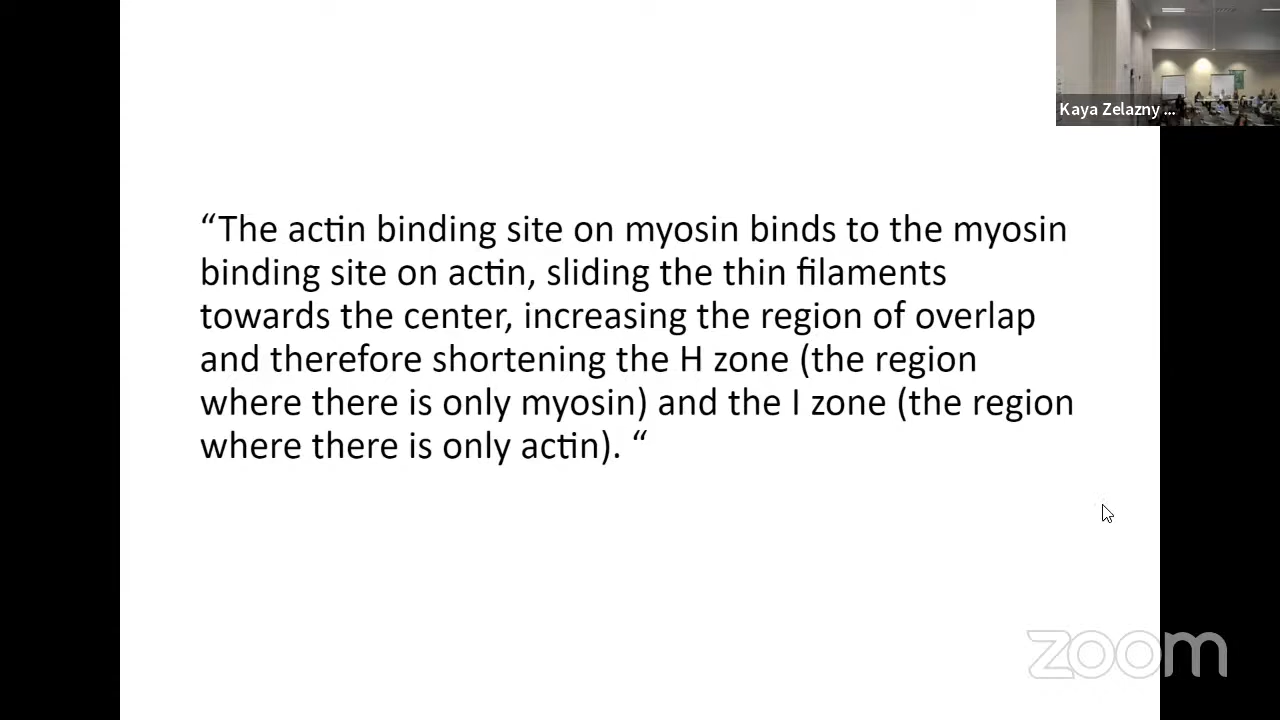 Kaya Zelazny ...
“The actin binding site on myosin binds to the myosin
binding site on actin, sliding the thin filaments
towards the center, increasing the region of overlap
and therefore shortening the H zone (the region
where there is only myosin) and the I zone (the region
where there is only actin). “
zoom